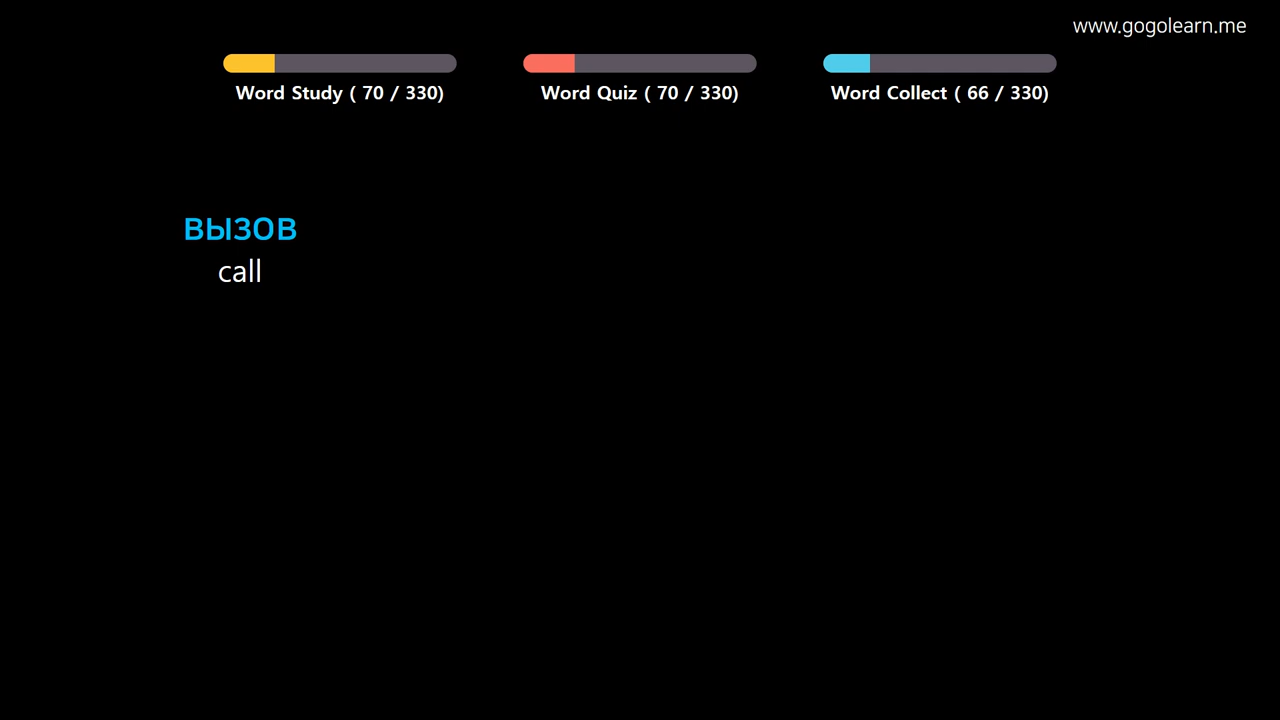 www.gogolearn.me
Word Study ( 70 / 330)
Word Quiz ( 70 / 330)
Word Collect ( 66 / 330)
вызов
call